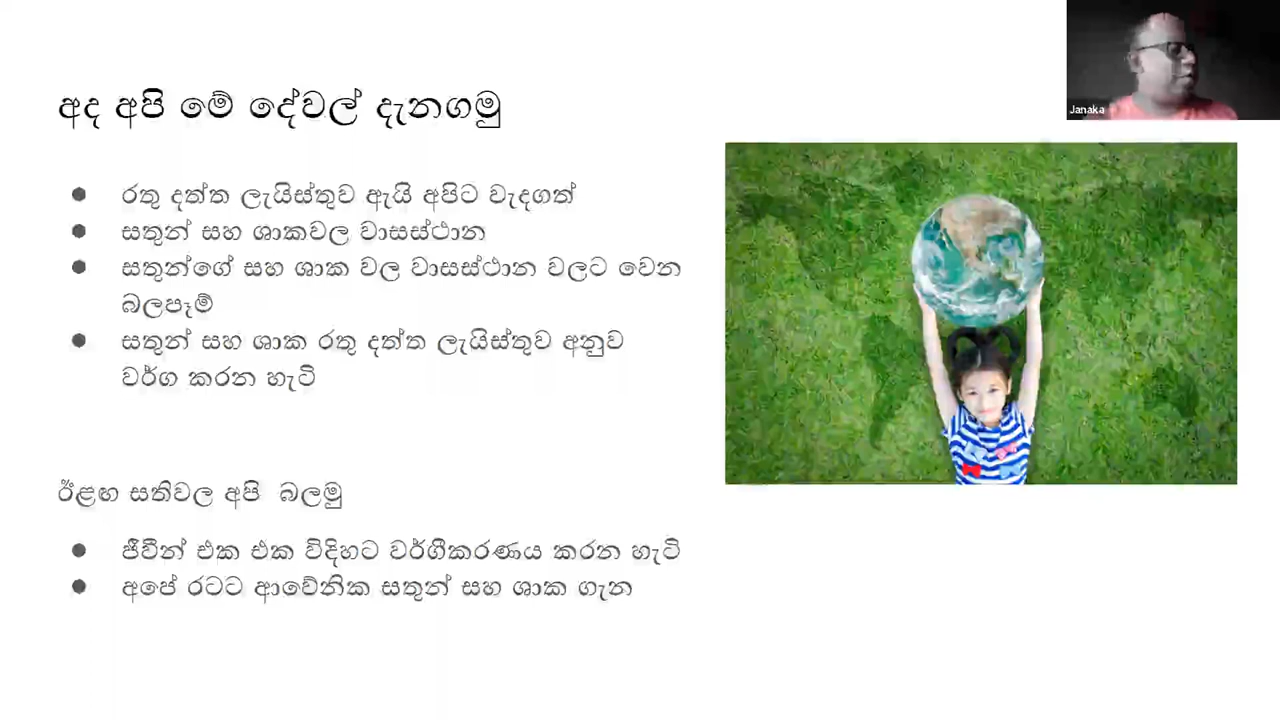 අද අපි මේ දේවල් දැනගමු
Janaka
රතු දත්ත ලැයිස්තුව ඇයි අපිට වැදගත්
සතුන් සහ ශාකවල වාසස්ථාන
සතුන්ගේ සහ ශාක වල වාසස්ථාන වලට වෙන
බලපෑම්
සතුන් සහ ශාක රතු දත්ත ලැයිස්තුව අනුව
වර්ග කරන හැටි
ඊළඟ සතිවල අපි බලමු
ජීවීන් එක එක විදිහට වර්ගීකරණය කරන හැටි
අපේ රටට ආවේනික සතුන් සහ ශාක ගැන